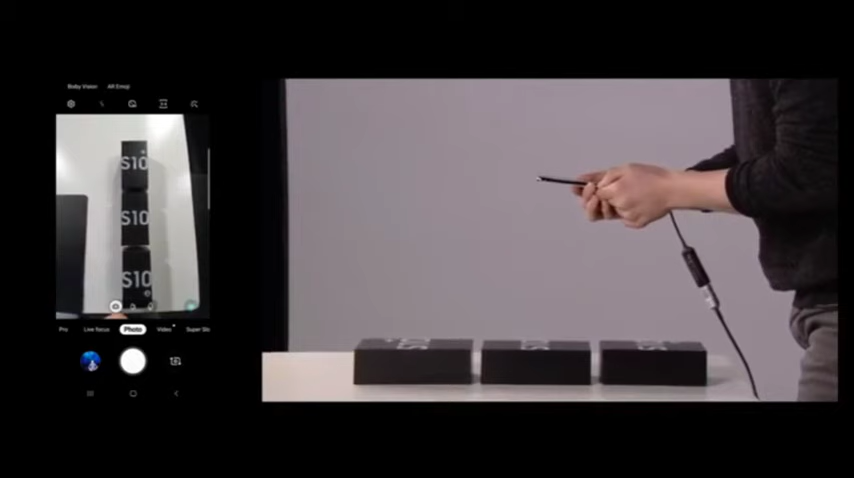 Bixby Vision AR Emoji
S10
S10
S10
Pro Live focus Photo Video Super Slo